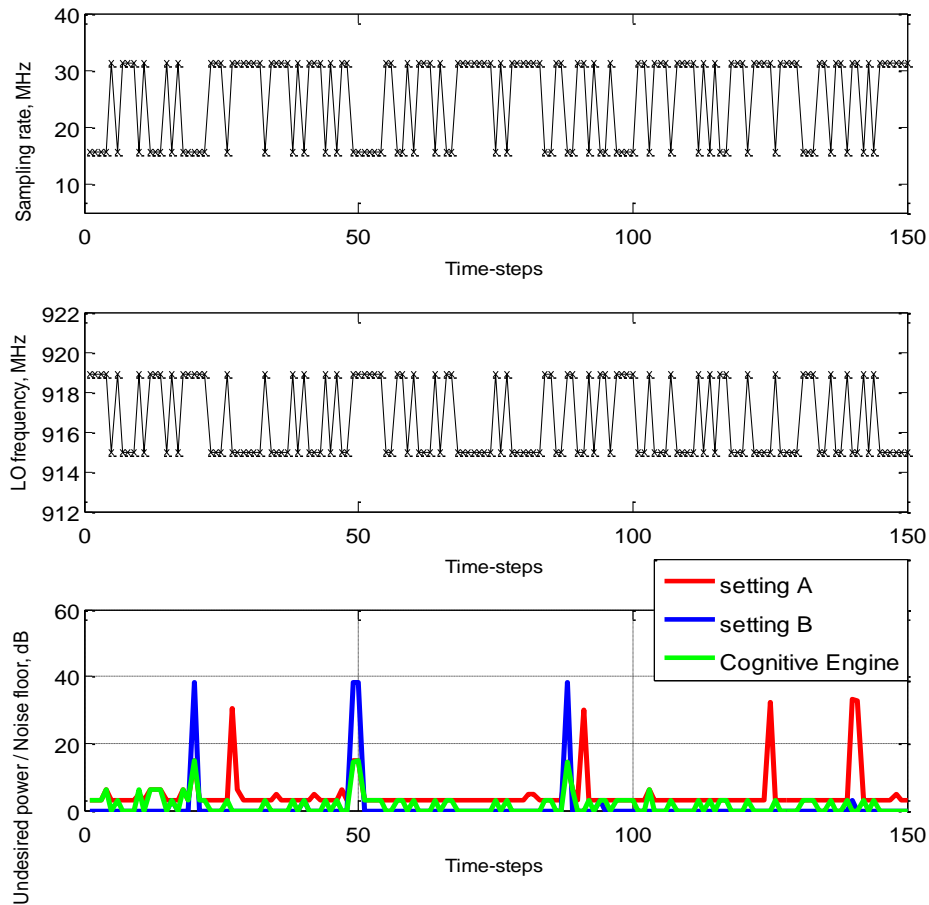 Sampling rate, MHz
40
30
20
10
0
50
100
150
Time-steps
LO frequency, MHz
922
920
918
916
914
912
0
50
100
150
Time-steps
setting A
setting B
Cognitive Engine
Undesired power / Noise floor, dB
60
40
20
0
0
50
100
150
Time-steps